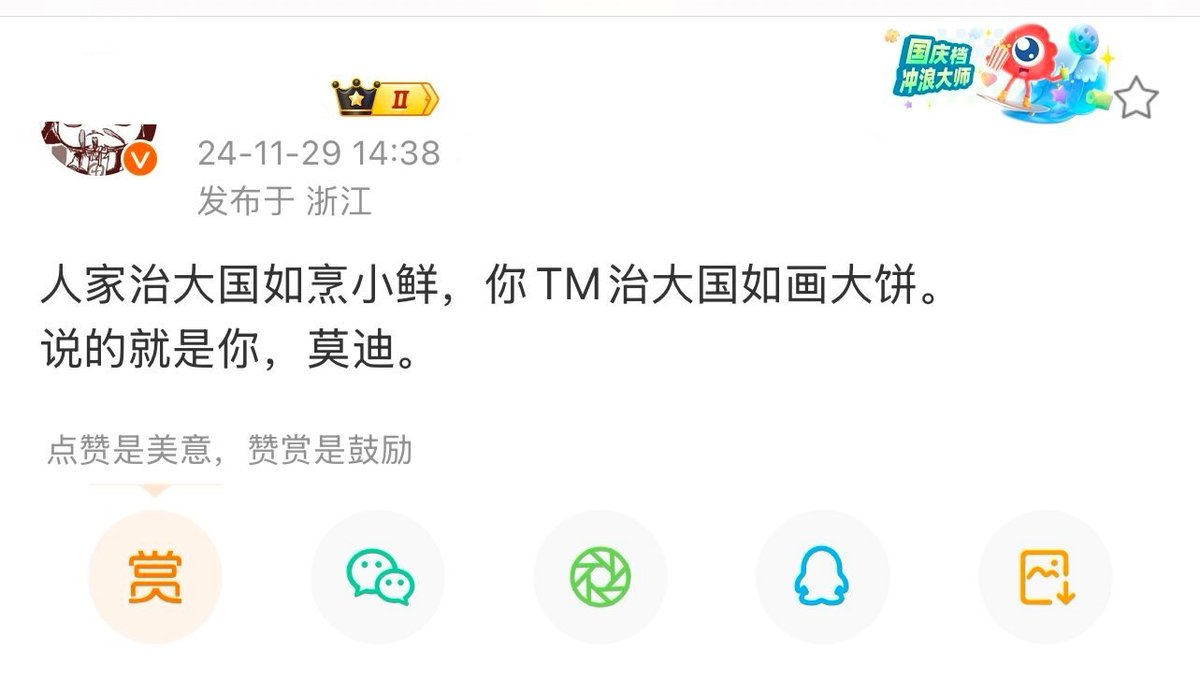 国庆档
冲浪大师
II
V
24-11-29 14:38
发布于 浙江
人家治大国如烹小鲜，你TM治大国如画大饼。
说的就是你，莫迪。
点赞是美意，赞赏是鼓励
赏